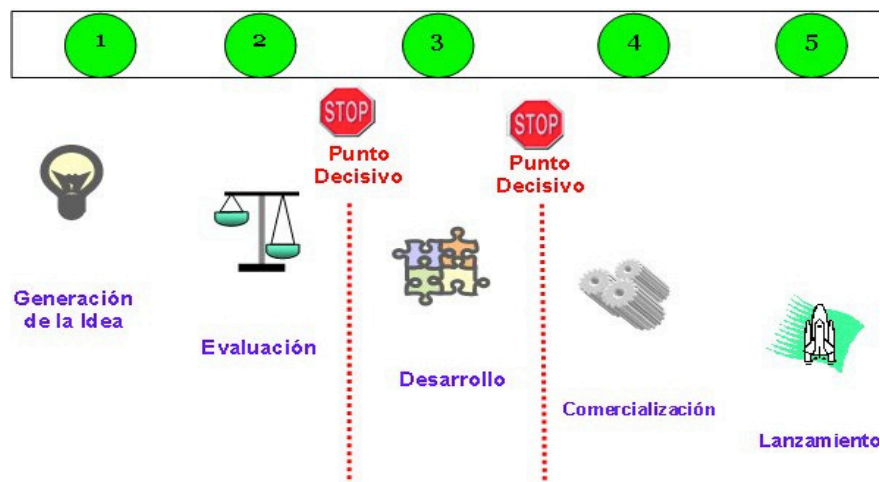 1
2
3
4
5
STOP
Punto
Decisivo
STOP
Punto
Decisivo
Generación
de la Idea
Evaluación
Desarrollo
Comercialización
Lanzamiento